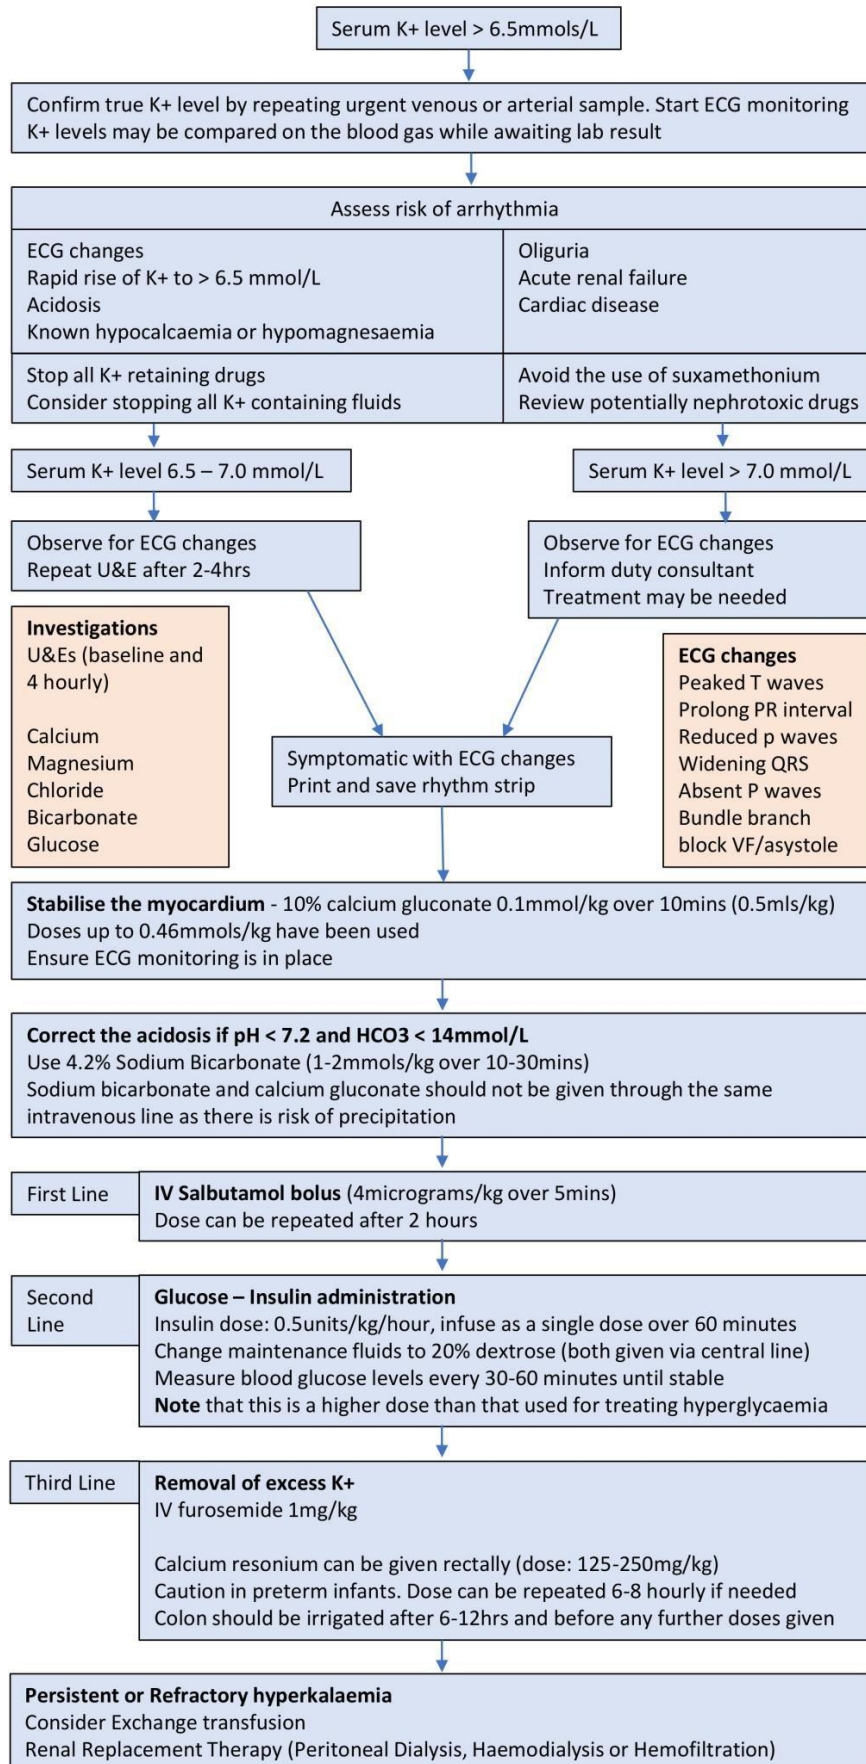 Serum K+ level > 6.5mmols/L
Confirm true K+ level by repeating urgent venous or arterial sample. Start ECG monitoring
K+ levels may be compared on the blood gas while awaiting lab result
Assess risk of arrhythmia
ECG changes
Rapid rise of K+ to > 6.5 mmol/L
Acidosis
Known hypocalcaemia or hypomagnesaemia
Oliguria
Acute renal failure
Cardiac disease
Stop all K+ retaining drugs
Consider stopping all K+ containing fluids
Avoid the use of suxamethonium
Review potentially nephrotoxic drugs
Serum K+ level 6.5 – 7.0 mmol/L
Serum K+ level > 7.0 mmol/L
Observe for ECG changes
Repeat U&E after 2-4hrs
Observe for ECG changes
Inform duty consultant
Treatment may be needed
Investigations
U&Es (baseline and
4 hourly)
Calcium
Magnesium
Chloride
Bicarbonate
Glucose
ECG changes
Peaked T waves
Prolong PR interval
Reduced p waves
Widening QRS
Absent P waves
Bundle branch
block VF/asystole
Symptomatic with ECG changes
Print and save rhythm strip
Stabilise the myocardium - 10% calcium gluconate 0.1mmol/kg over 10mins (0.5mls/kg)
Doses up to 0.46mmols/kg have been used
Ensure ECG monitoring is in place
Correct the acidosis if pH < 7.2 and HCO3 < 14mmol/L
Use 4.2% Sodium Bicarbonate (1-2mmols/kg over 10-30mins)
Sodium bicarbonate and calcium gluconate should not be given through the same
intravenous line as there is risk of precipitation
First Line
IV Salbutamol bolus (4micrograms/kg over 5mins)
Dose can be repeated after 2 hours
Second
Line
Glucose – Insulin administration
Insulin dose: 0.5units/kg/hour, infuse as a single dose over 60 minutes
Change maintenance fluids to 20% dextrose (both given via central line)
Measure blood glucose levels every 30-60 minutes until stable
Note that this is a higher dose than that used for treating hyperglycaemia
Third Line
Removal of excess K+
IV furosemide 1mg/kg
Calcium resonium can be given rectally (dose: 125-250mg/kg)
Caution in preterm infants. Dose can be repeated 6-8 hourly if needed
Colon should be irrigated after 6-12hrs and before any further doses given
Persistent or Refractory hyperkalaemia
Consider Exchange transfusion
Renal Replacement Therapy (Peritoneal Dialysis, Haemodialysis or Hemofiltration)